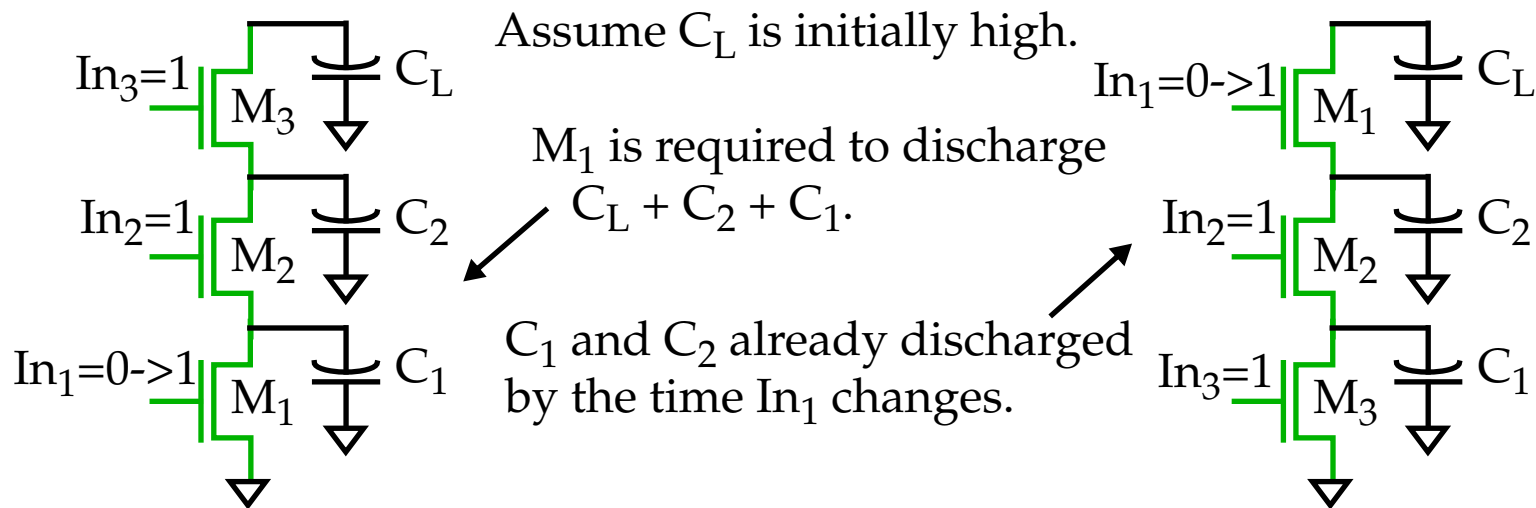 Assume C_L is initially high.
In_3=1
M_3
C_L
M_1 is required to discharge
C_L + C_2 + C_1.
In_2=1
M_2
C_2
In_1=0->1
M_1
C_1
C_1 and C_2 already discharged
by the time In_1 changes.
In_1=0->1
M_1
C_L
In_2=1
M_2
C_2
In_3=1
M_3
C_1